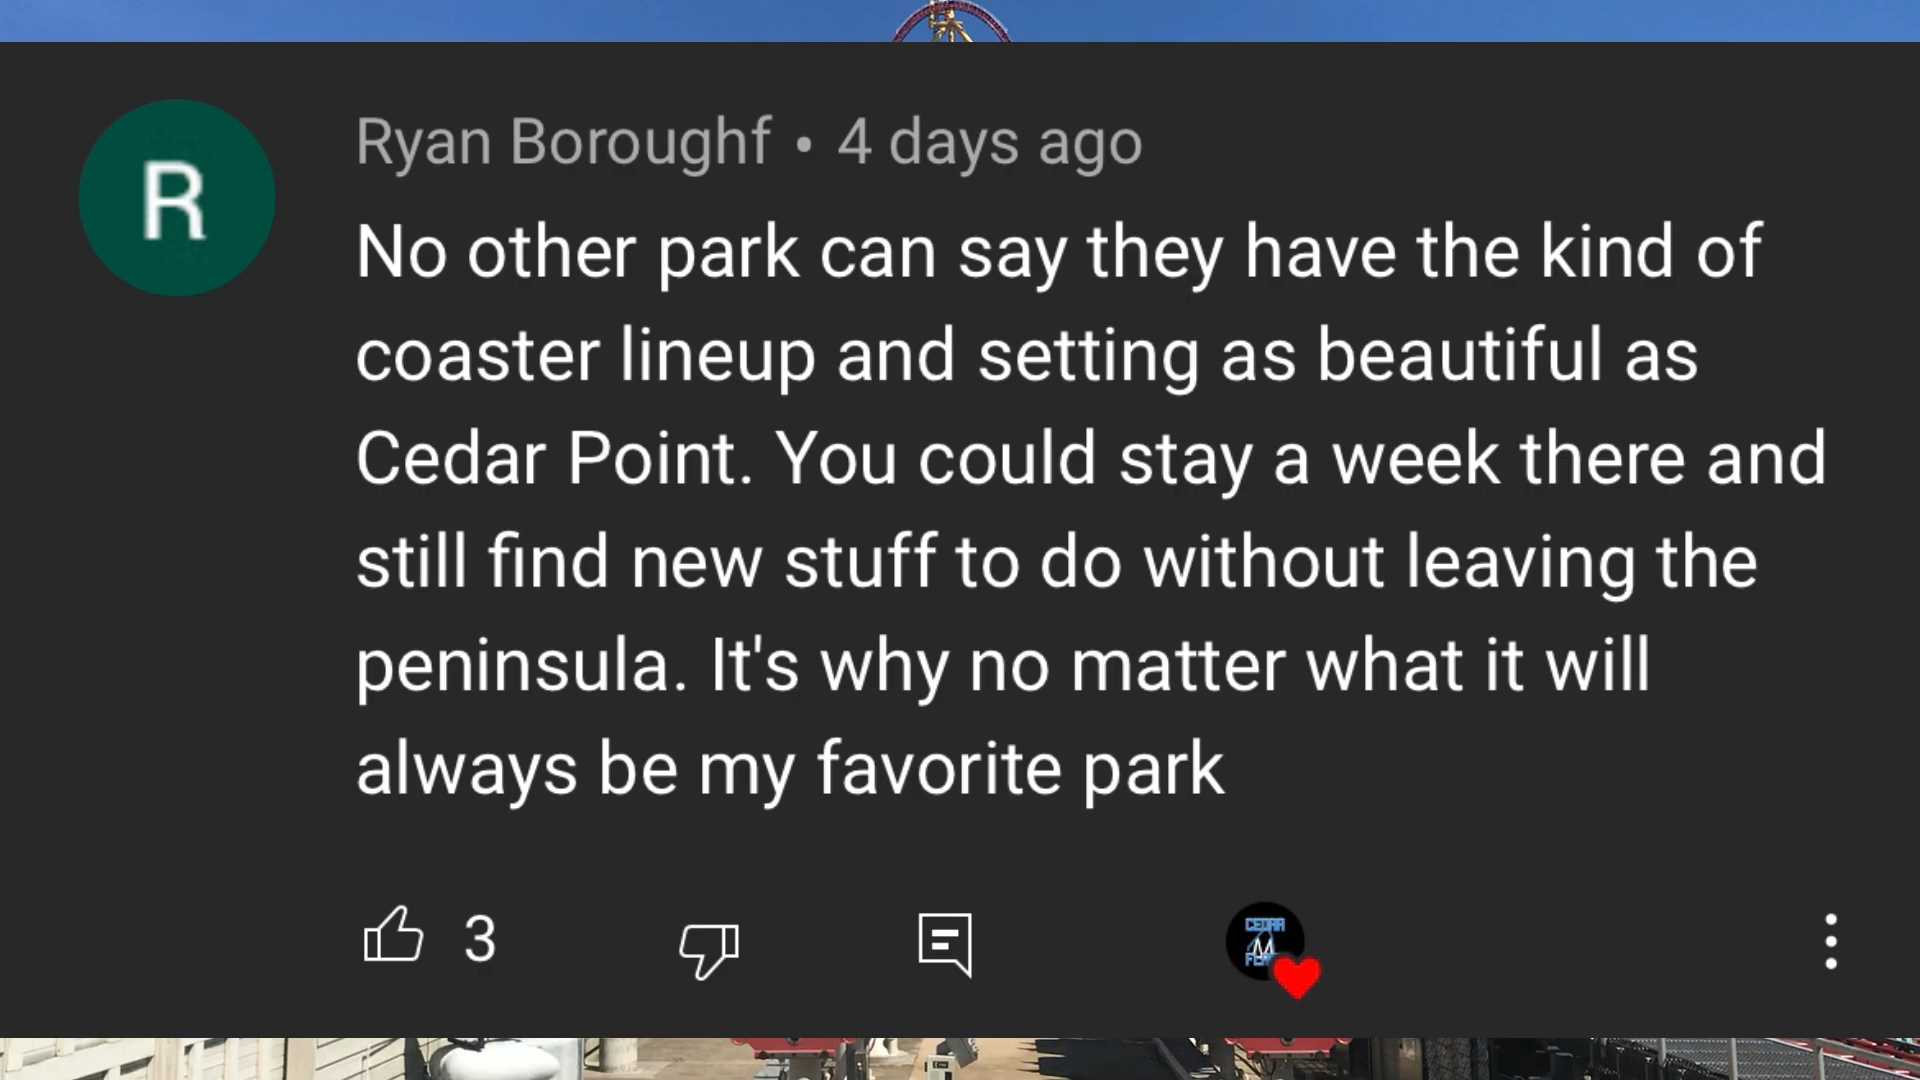 R
Ryan Boroughf • 4 days ago
No other park can say they have the kind of
coaster lineup and setting as beautiful as
Cedar Point. You could stay a week there and
still find new stuff to do without leaving the
peninsula. It's why no matter what it will
always be my favorite park
3
CEDAR
M